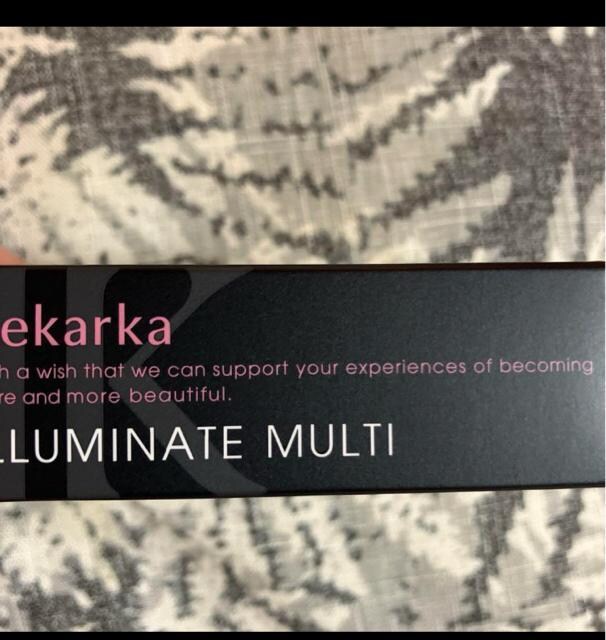 ekarka
h a wish that we can support your experiences of becoming
re and more beautiful.
LLUMINATE MULTI